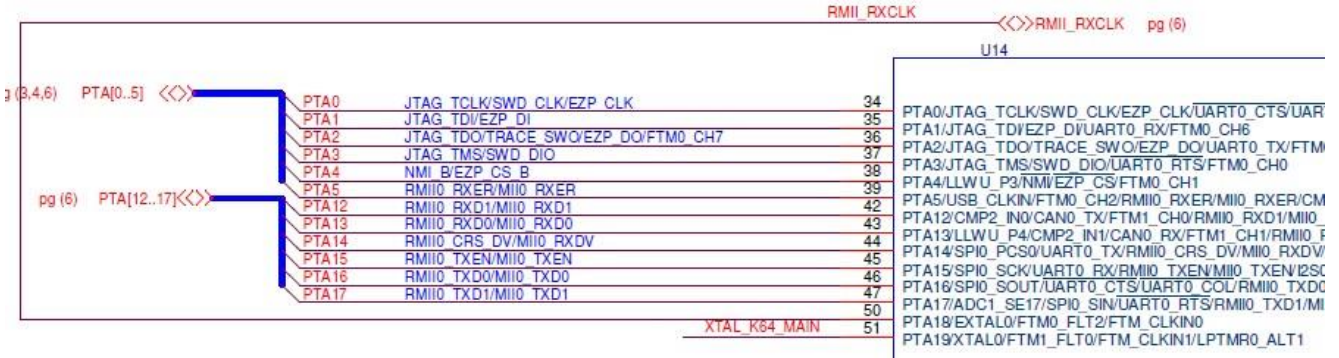 RMII_RXCLK
RMII_RXCLK pg (6)
U14
(3,4,6) PTA[0..5]
PTA0 JTAG_TCLK/SWD_CLK/EZP_CLK 34 PTA0/JTAG_TCLK/SWD_CLK/EZP_CLK/UART0_CTS/UAR
PTA1 JTAG_TDI/EZP_DI 35 PTA1/JTAG_TDI/EZP_DI/UART0_RX/FTM0_CH6
PTA2 JTAG_TDO/TRACE_SWO/EZP_DO/FTM0_CH7 36 PTA2/JTAG_TDO/TRACE_SWO/EZP_DO/UART0_TX/FTM
PTA3 JTAG_TMS/SWD_DIO 37 PTA3/JTAG_TMS/SWD_DIO/UART0_RTS/FTM0_CH0
PTA4 NMI_B/EZP_CS_B 38 PTA4/LLWU_P3/NMI/EZP_CS/FTM0_CH1
PTA5 RMII0_RXER/MII0_RXER 39 PTA5/USB_CLKIN/FTM0_CH2/RMII0_RXER/MII0_RXER/CM
pg (6) PTA[12..17]
PTA12 RMII0_RXD1/MII0_RXD1 42 PTA12/CMP2_IN0/CAN0_TX/FTM1_CH0/RMII0_RXD1/MII0_
PTA13 RMII0_RXD0/MII0_RXD0 43 PTA13/LLWU_P4/CMP2_IN1/CAN0_RX/FTM1_CH1/RMII0_
PTA14 RMII0_CRS_DV/MII0_RXDV 44 PTA14/SPI0_PCS0/UART0_TX/RMII0_CRS_DV/MII0_RXDV/
PTA15 RMII0_TXEN/MII0_TXEN 45 PTA15/SPI0_SCK/UART0_RX/RMII0_TXEN/MII0_TXEN/I2S0
PTA16 RMII0_TXD0/MII0_TXD0 46 PTA16/SPI0_SOUT/UART0_CTS/UART0_COL/RMII0_TXD0
PTA17 RMII0_TXD1/MII0_TXD1 47 PTA17/ADC1_SE17/SPI0_SIN/UART0_RTS/RMII0_TXD1/MI
50 PTA18/EXTAL0/FTM0_FLT2/FTM_CLKIN0
XTAL_K64_MAIN 51 PTA19/XTAL0/FTM1_FLT0/FTM_CLKIN1/LPTMR0_ALT1